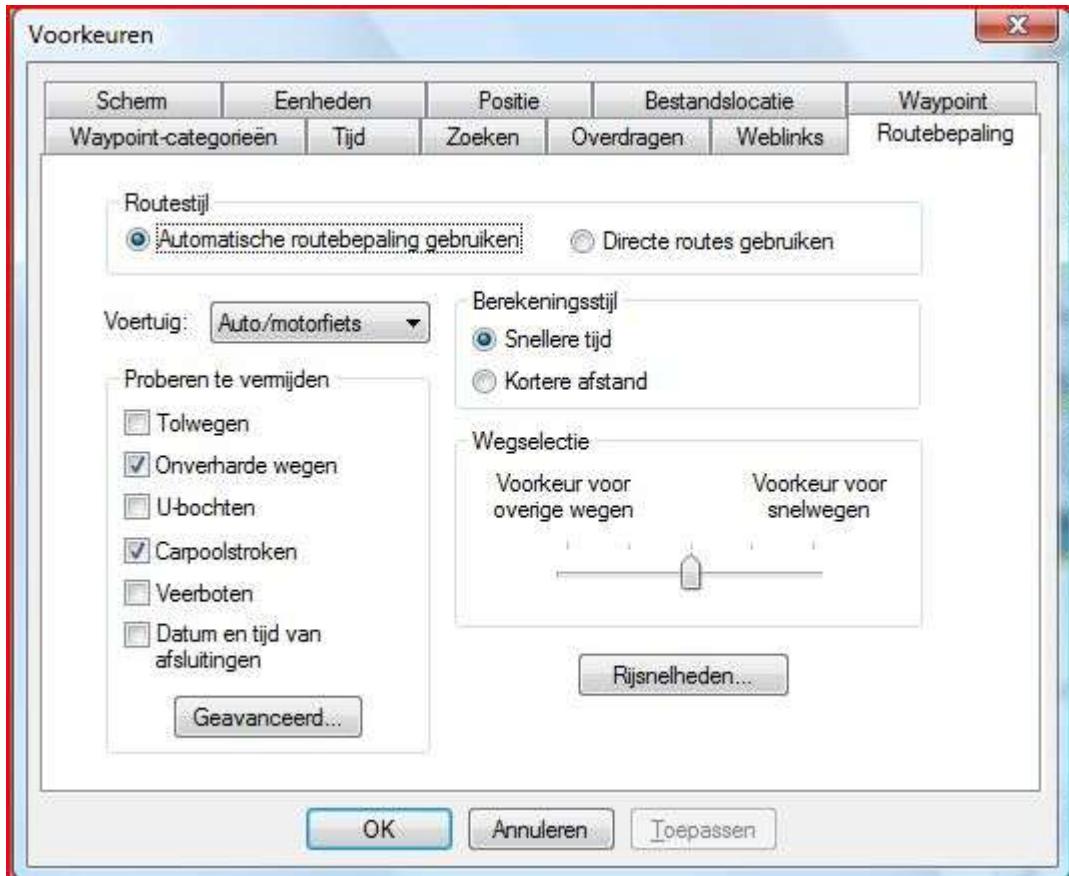 Voorkeuren
Scherm Eenheden Positie Bestandslocatie Waypoint
Waypoint-categorieën Tijd Zoeken Overdragen Weblinks Routebepaling
Routestijl
Automatische routebepaling gebruiken Directe routes gebruiken
Voertuig: Auto/motorfiets
Berekeningsstijl
Snellere tijd
Kortere afstand
Proberen te vermijden
Tolwegen
Onverharde wegen
U-bochten
Carpoolstroken
Veerboten
Datum en tijd van
afsluitingen
Geavanceerd...
Wegselectie
Voorkeur voor
overige wegen
Voorkeur voor
snelwegen
Rijsnelheden...
OK Annuleren Toepassen